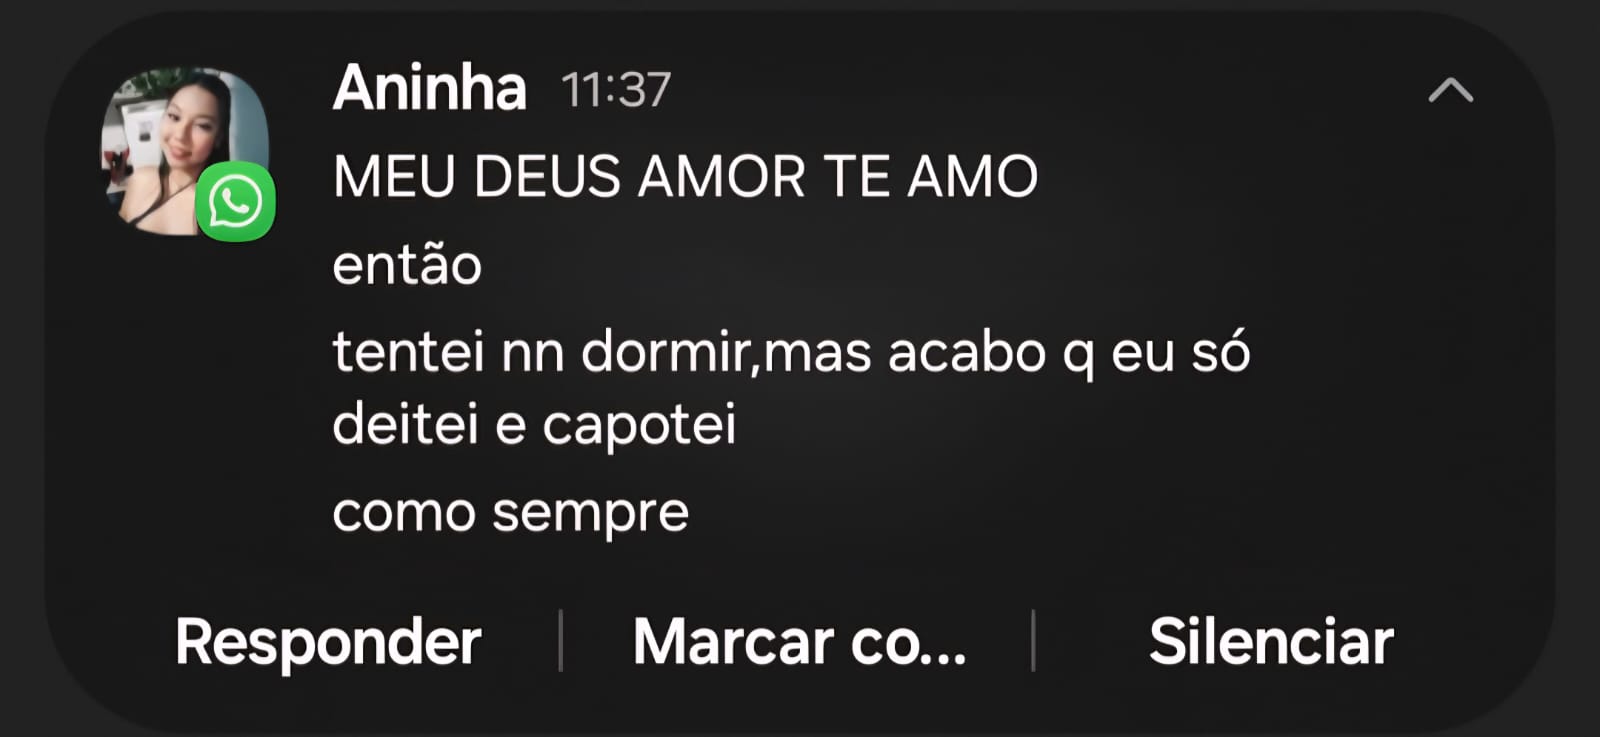 Aninha 11:37
MEU DEUS AMOR TE AMO
então
tentei nn dormir,mas acabo q eu só
deitei e capotei
como sempre
Responder Marcar co... Silenciar